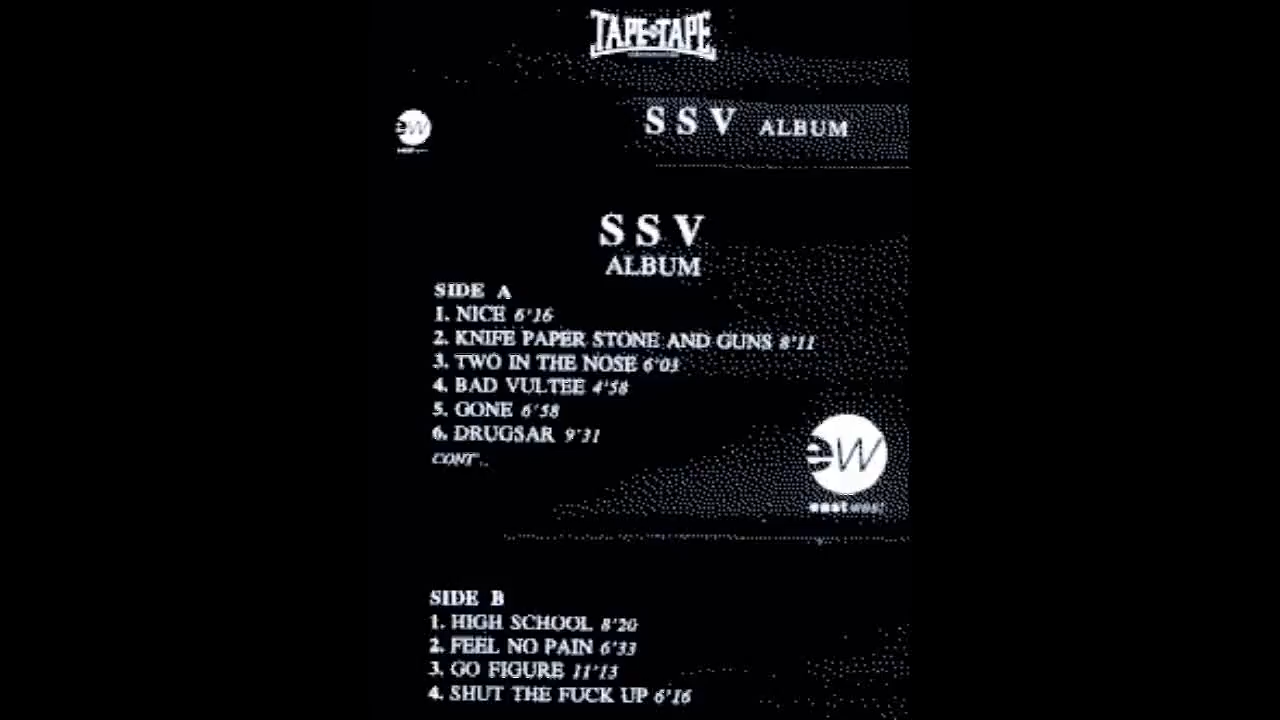 TAPE TAPE
ew
S S V ALBUM
S S V
ALBUM
SIDE A
1. NICE 6'16
2. KNIFE PAPER STONE AND GUNS 8'11
3. TWO IN THE NOSE 6'03
4. BAD VULTEE 4'58
5. GONE 6'58
6. DRUGSAR 9'31
CONT'..
ew
eastwest
SIDE B
1. HIGH SCHOOL 8'20
2. FEEL NO PAIN 6'33
3. GO FIGURE 11'13
4. SHUT THE FUCK UP 6'16